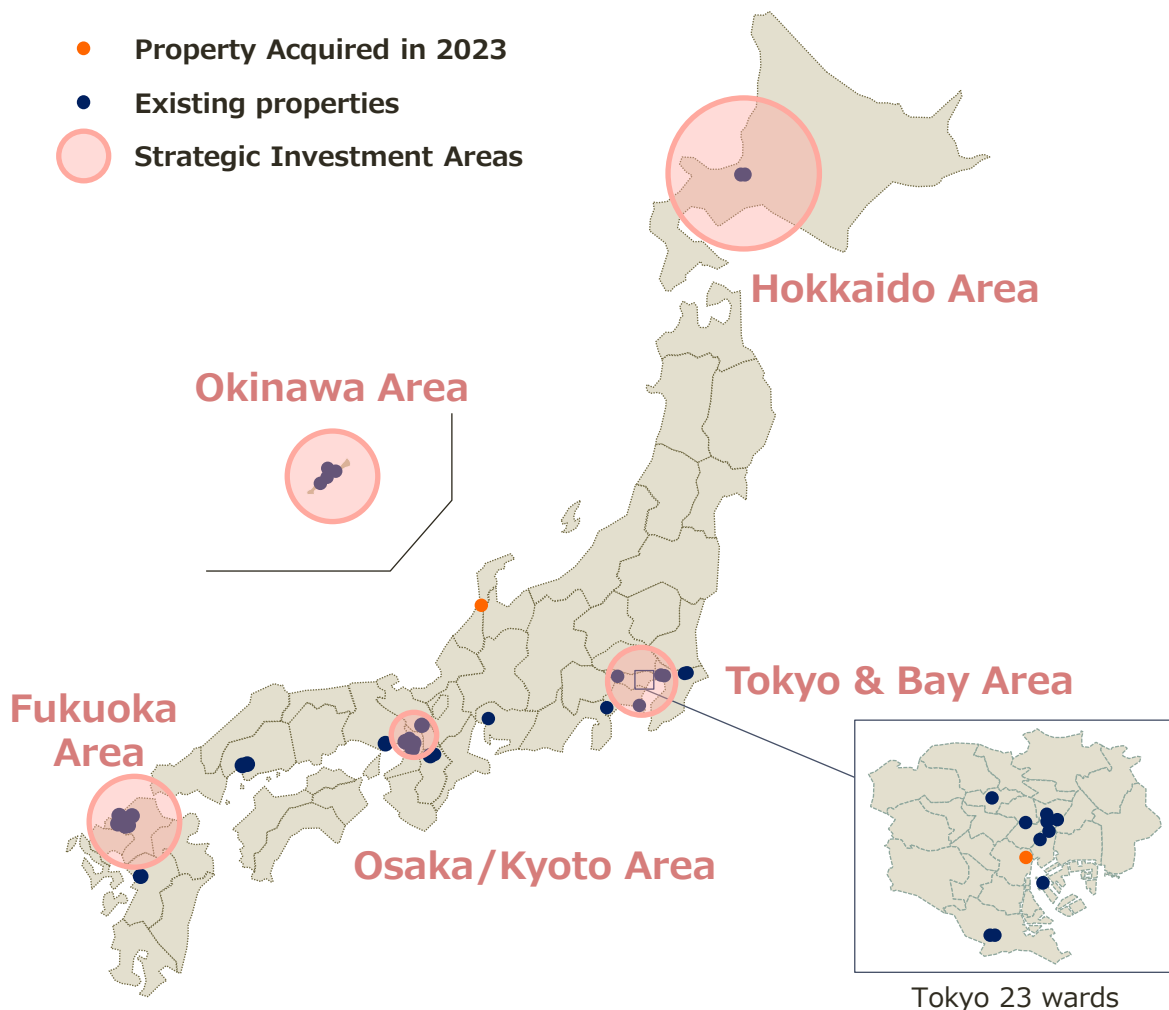 Property Acquired in 2023
Existing properties
Strategic Investment Areas
Hokkaido Area
Okinawa Area
Tokyo & Bay Area
Fukuoka
Area
Osaka/Kyoto Area
Tokyo 23 wards